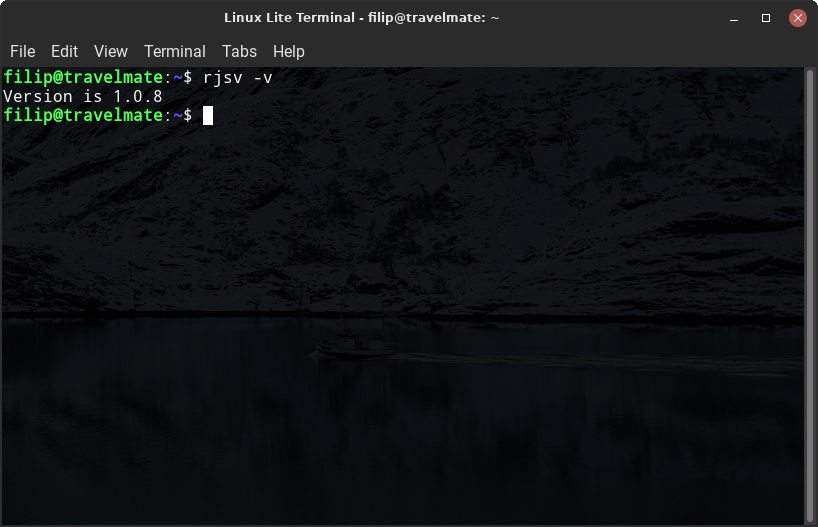 Linux Lite Terminal - filip@travelmate: ~
File Edit View Terminal Tabs Help
filip@travelmate:~$ rjsv -v
Version is 1.0.8
filip@travelmate:~$